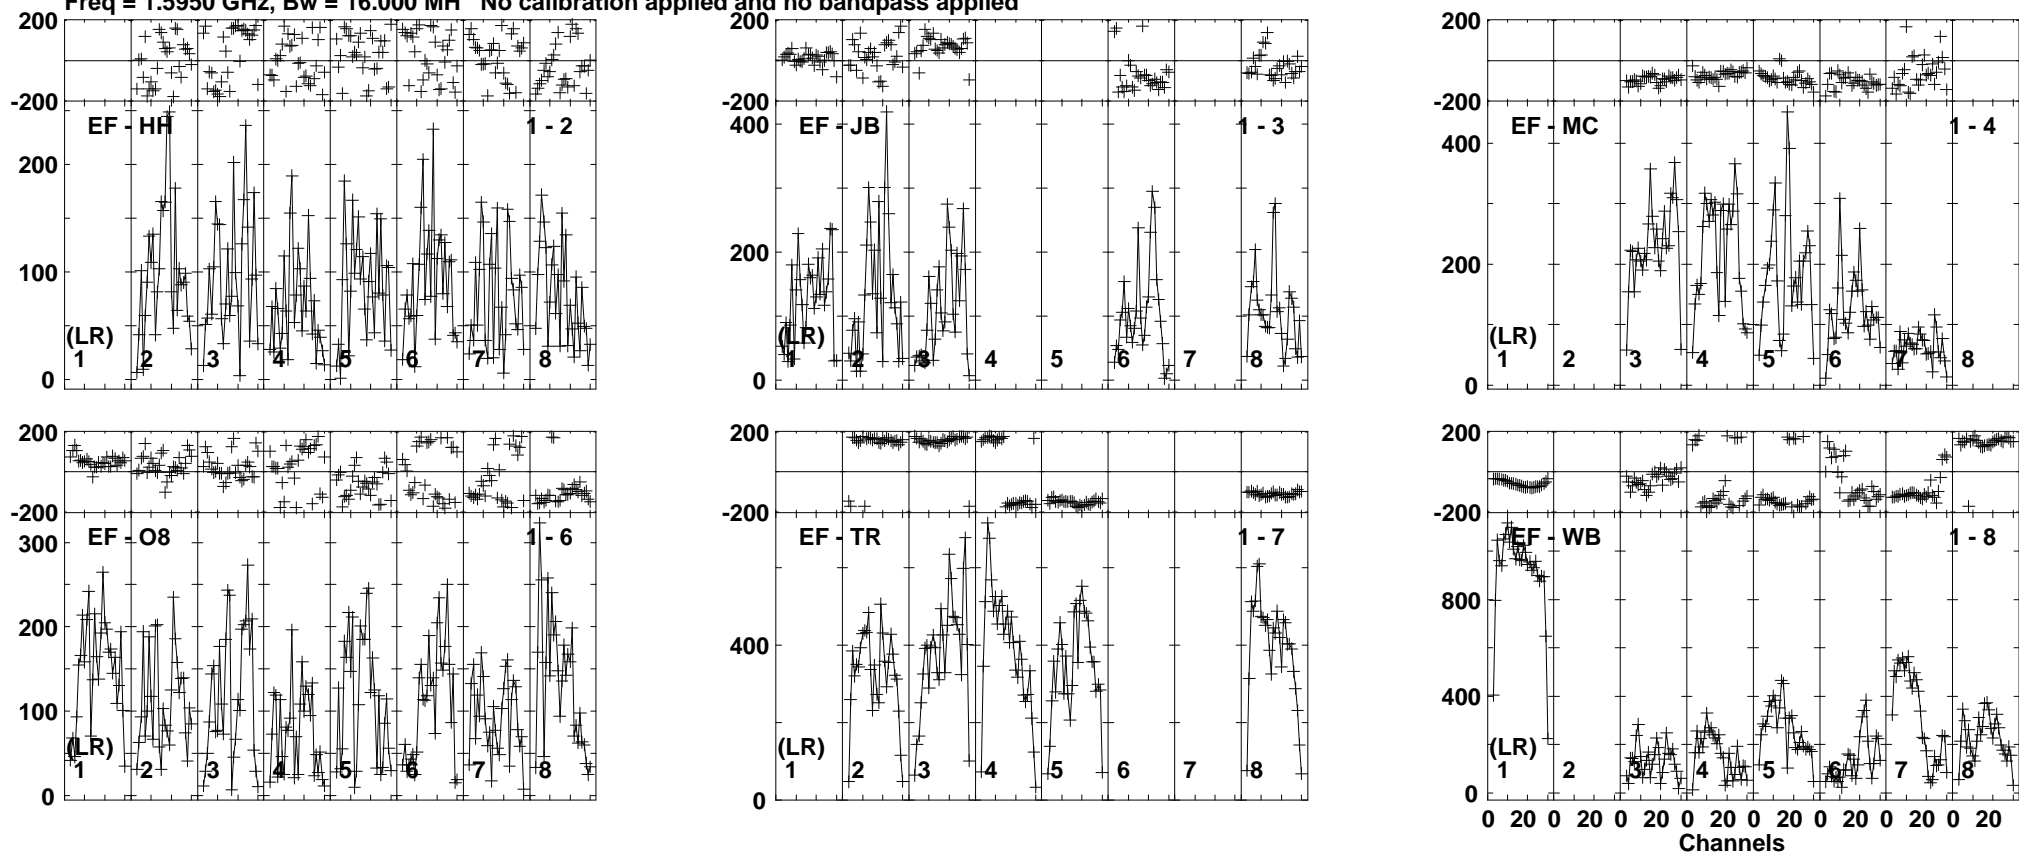 Freq = 1.5950 GHz, Bw = 16.000 MH No calibration applied and no bandpass applied
200
-200
EF - HH
1 - 2
200
100
0
(LR)
1 2 3 4 5 6 7 8
200
-200
EF - JB
1 - 3
400
200
0
(LR)
1 2 3 4 5 6 7 8
200
-200
EF - MC
1 - 4
400
200
0
(LR)
1 2 3 4 5 6 7 8
200
-200
EF - O8
1 - 6
300
200
100
0
(LR)
1 2 3 4 5 6 7 8
200
-200
EF - TR
1 - 7
400
0
(LR)
1 2 3 4 5 6 7 8
200
-200
EF - WB
1 - 8
800
400
0
(LR)
1 2 3 4 5 6 7 8
0 20 0 20 0 20 0 20 0 20 0 20 0 20 0 20
Channels